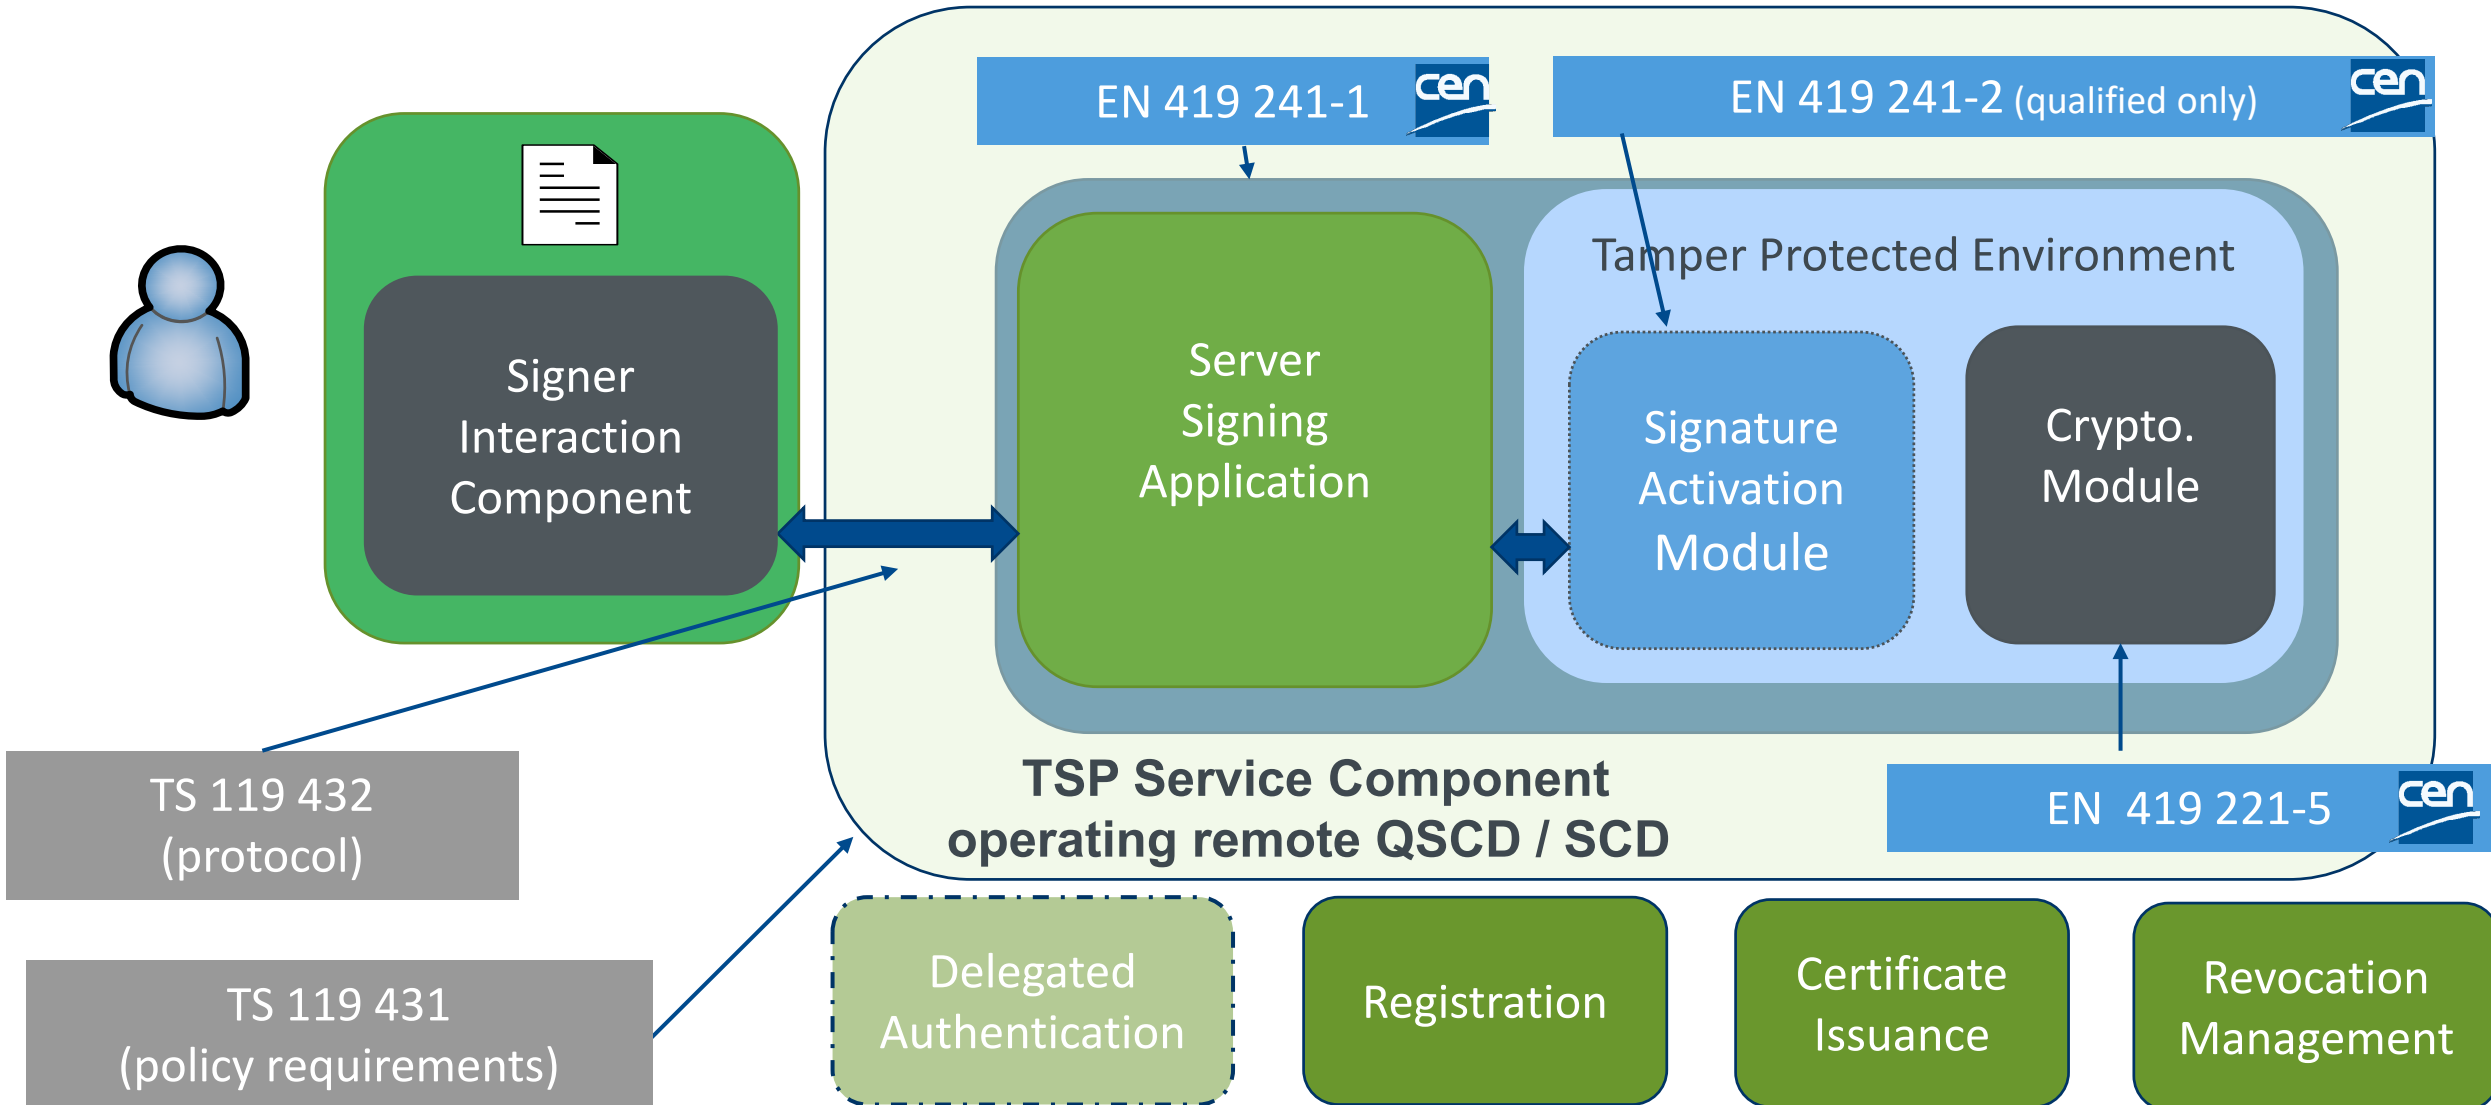 EN 419 241-1
cen
EN 419 241-2 (qualified only)
cen
Tamper Protected Environment
Signer
Interaction
Component
Server
Signing
Application
Signature
Activation
Module
Crypto.
Module
TS 119 432
(protocol)
TSP Service Component
operating remote QSCD / SCD
EN 419 221-5
cen
TS 119 431
(policy requirements)
Delegated
Authentication
Registration
Certificate
Issuance
Revocation
Management